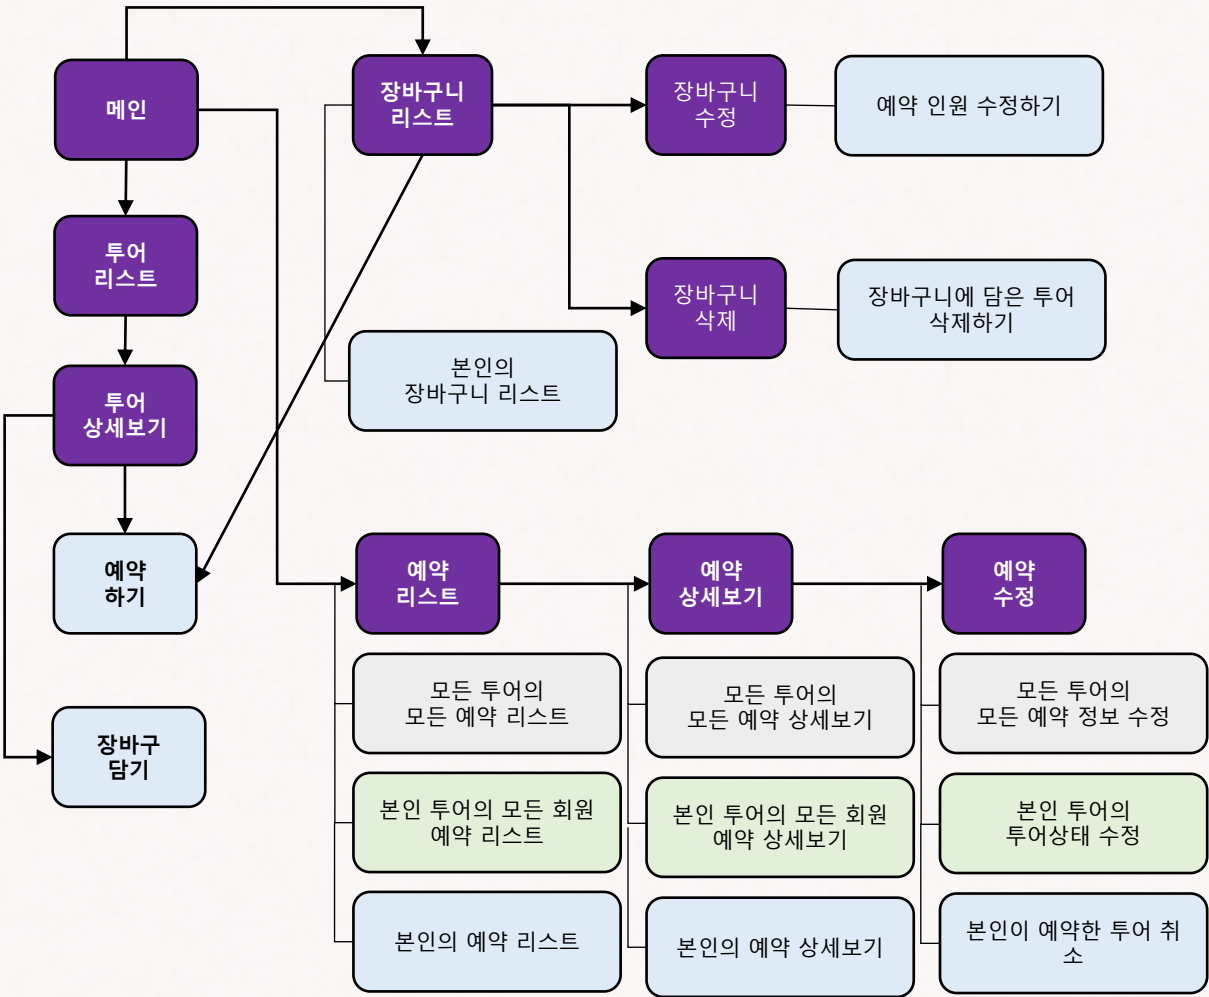 메인
장바구니
리스트
장바구니
수정
예약 인원 수정하기
투어
리스트
장바구니
삭제
장바구니에 담은 투어
삭제하기
본인의
장바구니 리스트
투어
상세보기
예약
하기
예약
리스트
예약
상세보기
예약
수정
모든 투어의
모든 예약 리스트
모든 투어의
모든 예약 상세보기
모든 투어의
모든 예약 정보 수정
장바구
담기
본인 투어의 모든 회원
예약 리스트
본인 투어의 모든 회원
예약 상세보기
본인 투어의
투어상태 수정
본인의 예약 리스트
본인의 예약 상세보기
본인이 예약한 투어 취
소